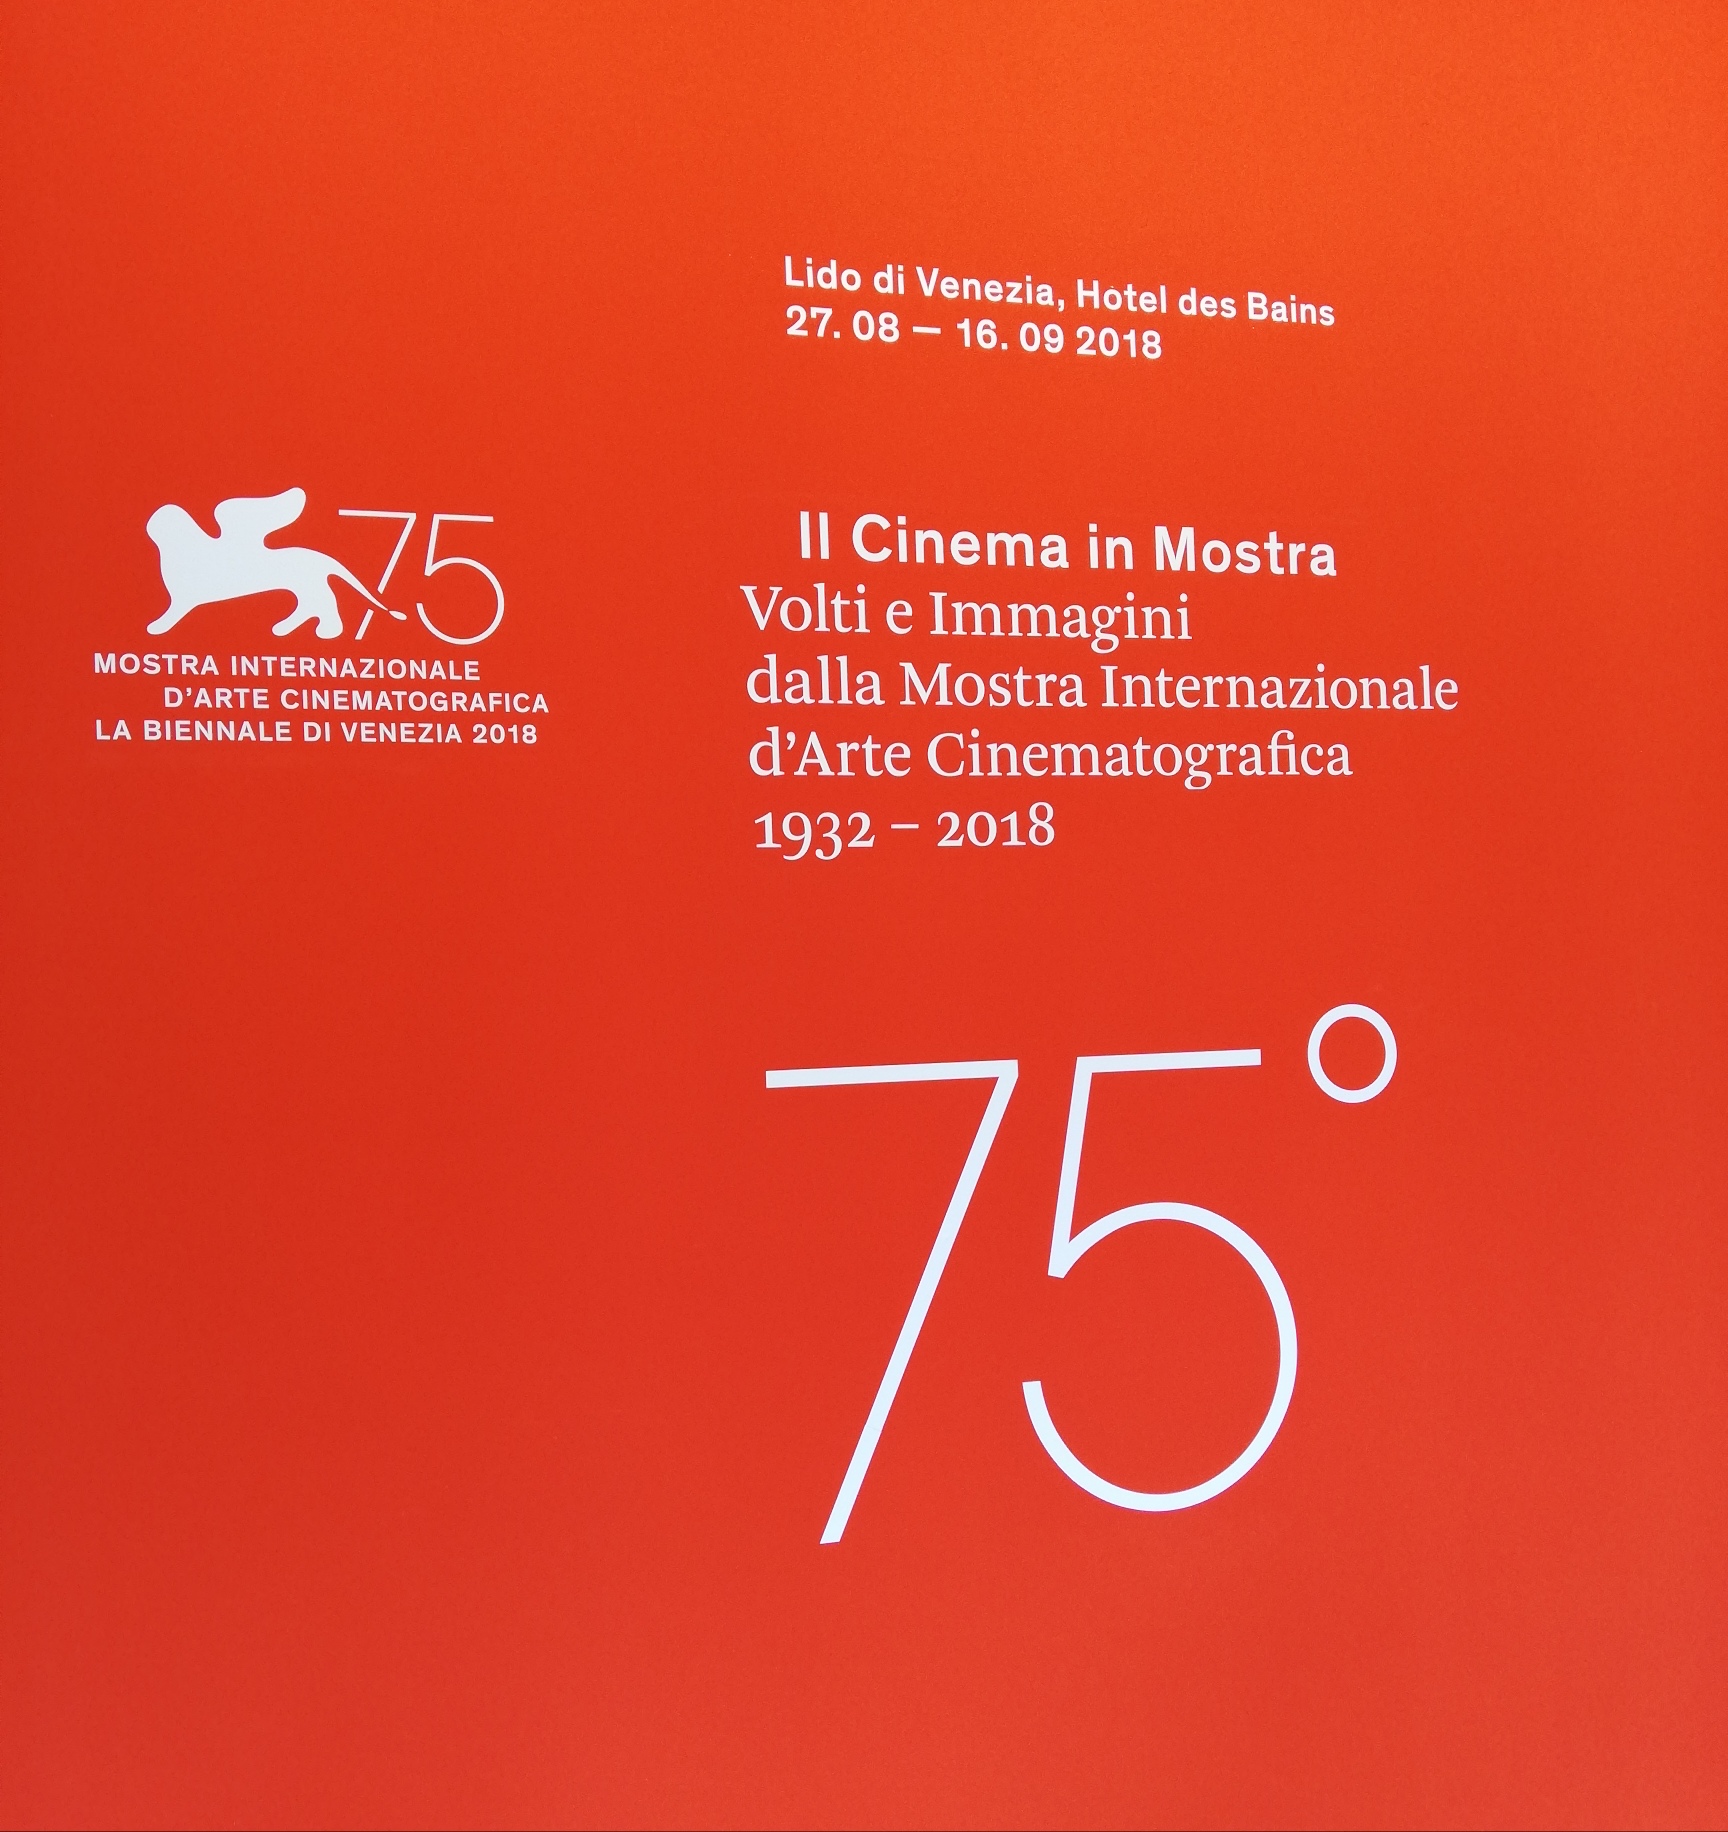 Lido di Venezia, Hotel des Bains
27. 08 — 16. 09 2018
75
MOSTRA INTERNAZIONALE
D'ARTE CINEMATOGRAFICA
LA BIENNALE DI VENEZIA 2018
Il Cinema in Mostra
Volti e Immagini
dalla Mostra Internazionale
d'Arte Cinematografica
1932 – 2018
75°